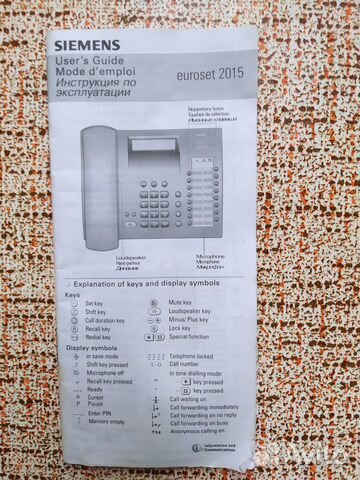 SIEMENS
User's Guide
Mode d'emploi
Инструкция по
эксплуатации
euroset 2015
Repertory keys
Touches de sélection
Именные клавиши
Loudspeaker
Haut-parleur
Динамик
Microphone
Microphone
Микрофон
Explanation of keys and display symbols
Keys
Set key
Shift key
Call duration key
Recall key
Redial key
Mute key
Loudspeaker key
Minus/ Plus key
Lock key
Special function
Display symbols
in save mode
Shift key pressed
Microphone off
Recall key pressed
Ready
Cursor
P Pause
Enter PIN
Memory empty
Telephone locked
1 - 0 Call number
In tone dialling mode:
key pressed
key pressed
Call waiting on
Call forwarding immediately
Call forwarding on no reply
Call forwarding on busy
Anonymous calling on
Information and
Communications